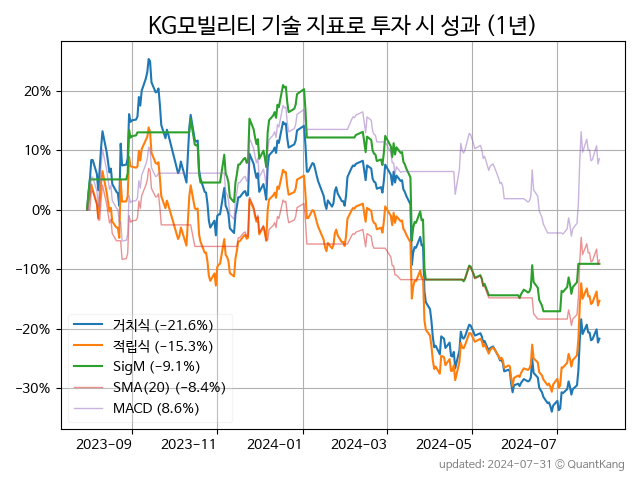 KG모빌리티 기술 지표로 투자 시 성과 (1년)
20%
10%
0%
−10%
−20%
−30%
거치식 (−21.6%)
적립식 (−15.3%)
SigM (−9.1%)
SMA(20) (−8.4%)
MACD (8.6%)
2023−09 2023−11 2024−01 2024−03 2024−05 2024−07
updated: 2024−07−31 © QuantKang